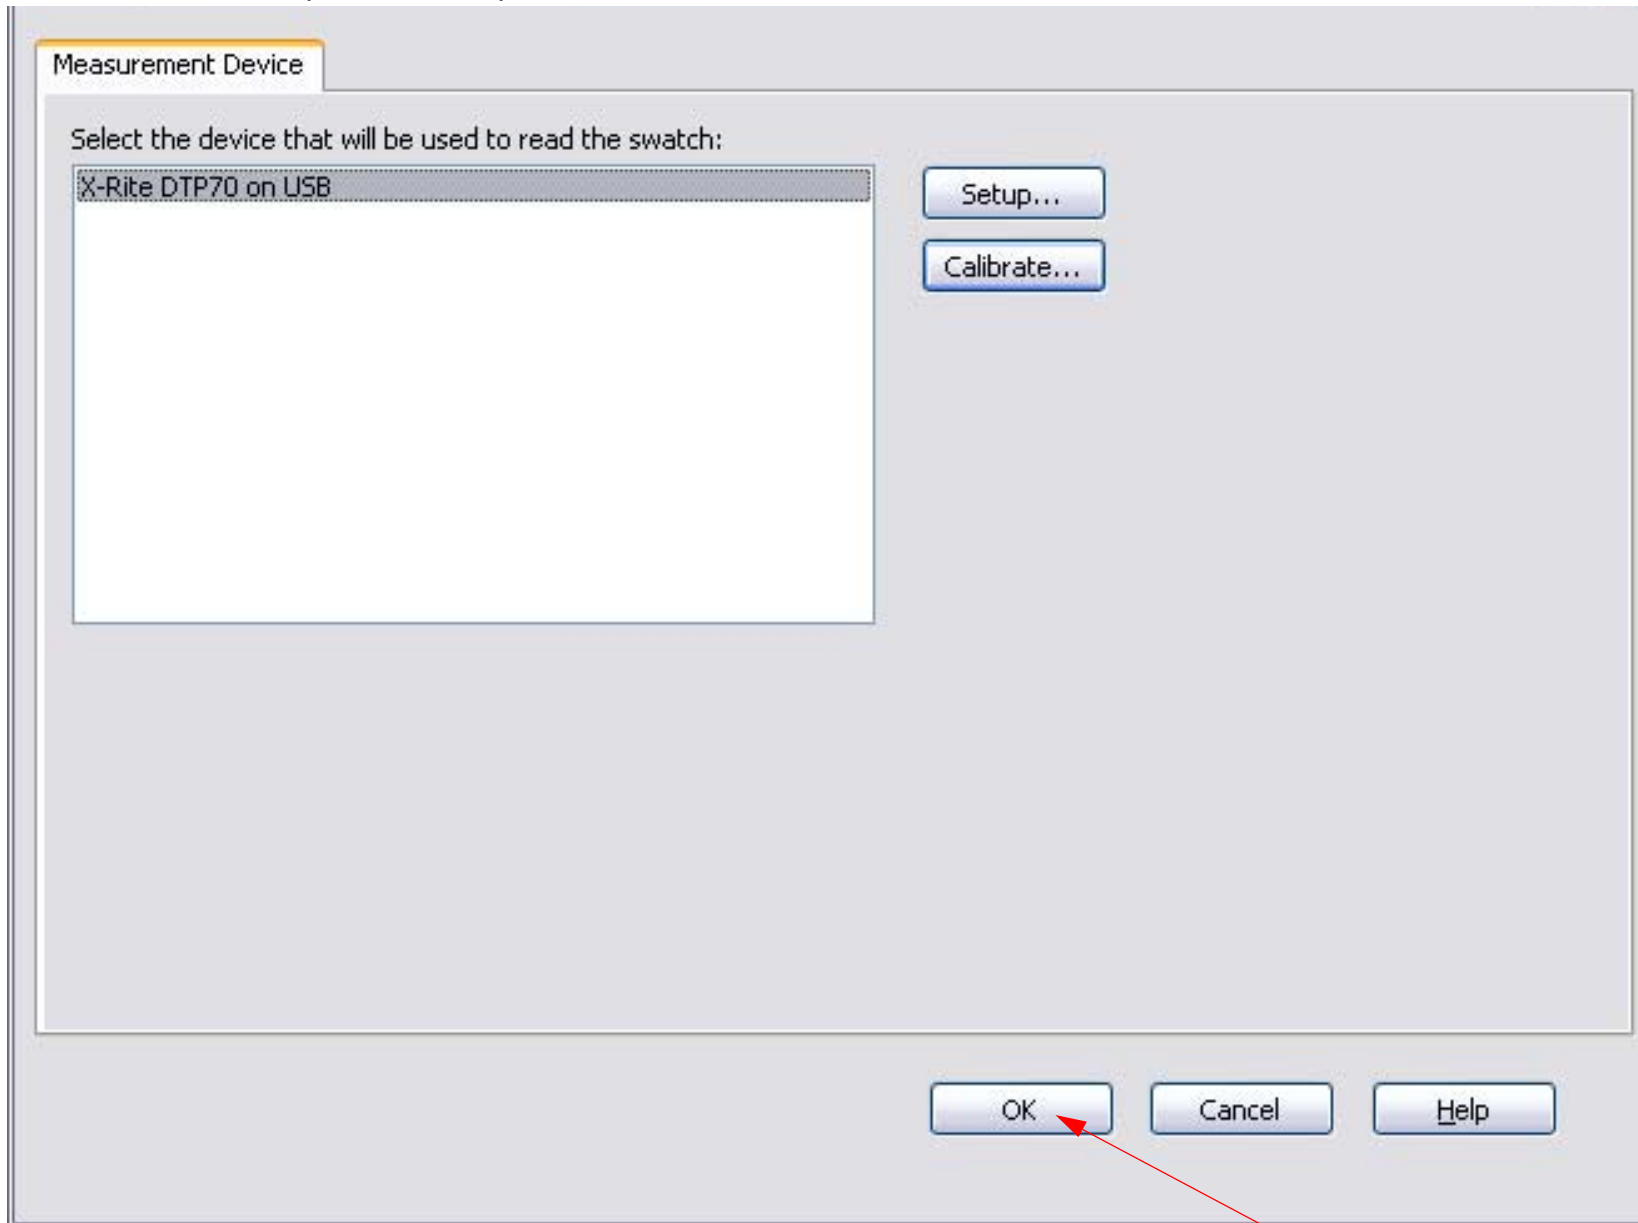 Measurement Device
Select the device that will be used to read the swatch:
X-Rite DTP70 on USB
Setup...
Calibrate...
OK
Cancel
Help